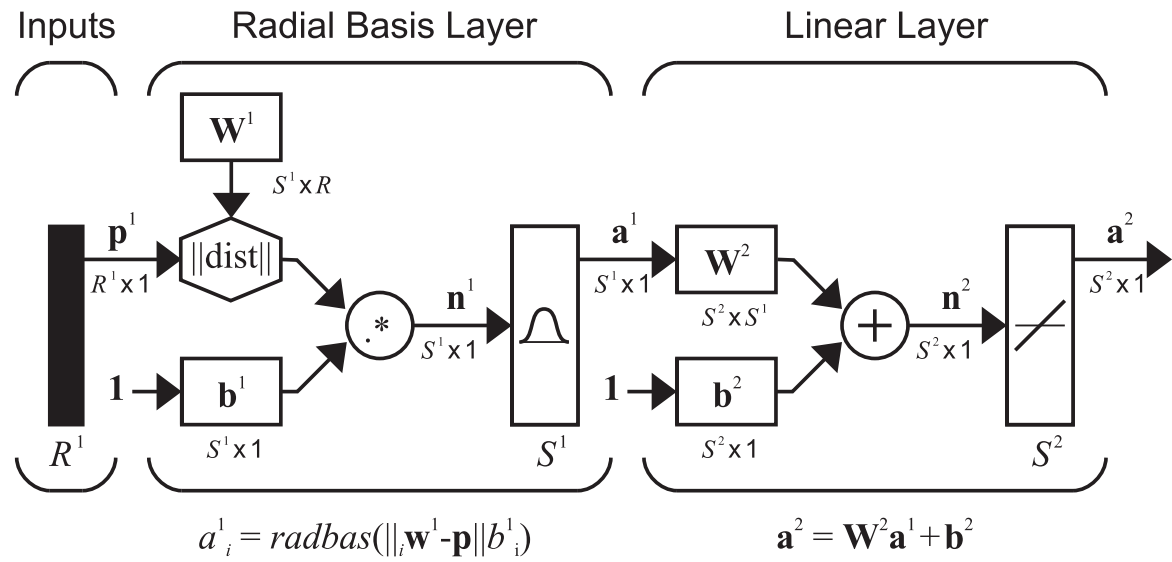 Inputs
Radial Basis Layer
Linear Layer
W¹
S¹ x R
p¹
R¹ x 1
||dist||
.*
n¹
S¹ x 1
1
b¹
S¹ x 1
a¹
S¹ x 1
W²
S² x S¹
+
n²
S² x 1
1
b²
S² x 1
a²
S² x 1
R¹
S¹
S²
a¹ᵢ = radbas(||ᵢw¹-p||b¹ᵢ)
a² = W²a¹+b²